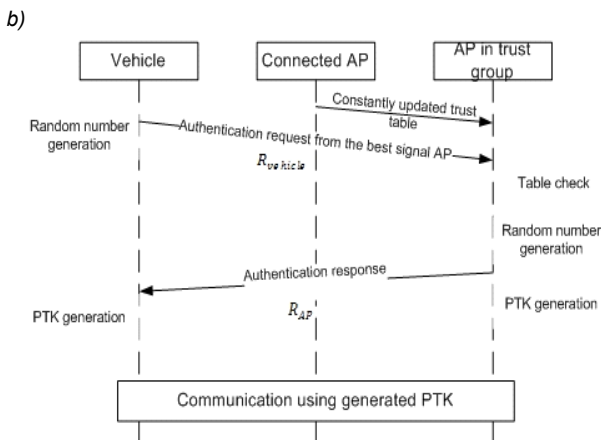 b)
Vehicle
Connected AP
AP in trust
group
Constantly updated trust
table
Random number
generation
Authentication request from the best signal AP
R_vehicle
Table check
Random number
generation
Authentication response
PTK generation
R_AP
PTK generation
Communication using generated PTK